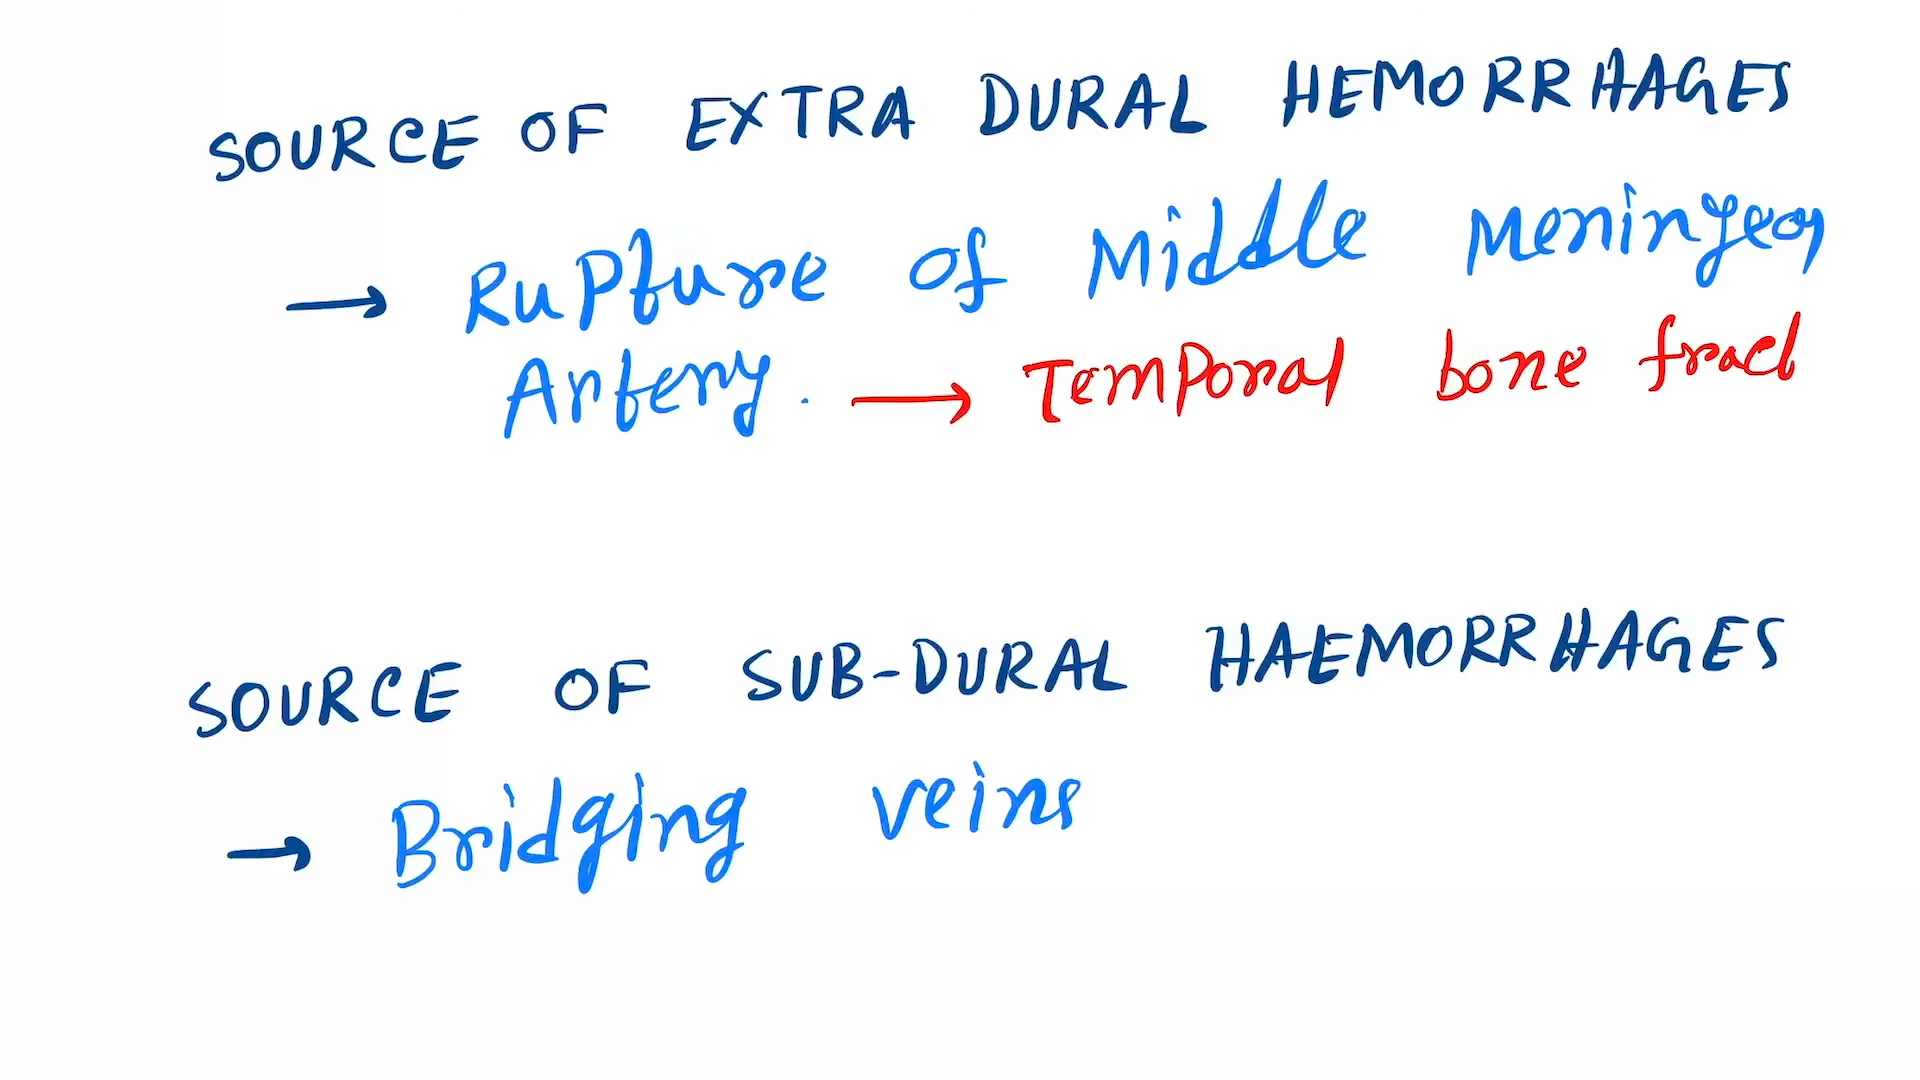 SOURCE OF EXTRA DURAL HEMORRHAGES
→ Rupture of Middle Meningeal
Artery. → Temporal bone fract
SOURCE OF SUB-DURAL HAEMORRHAGES
→ Bridging veins